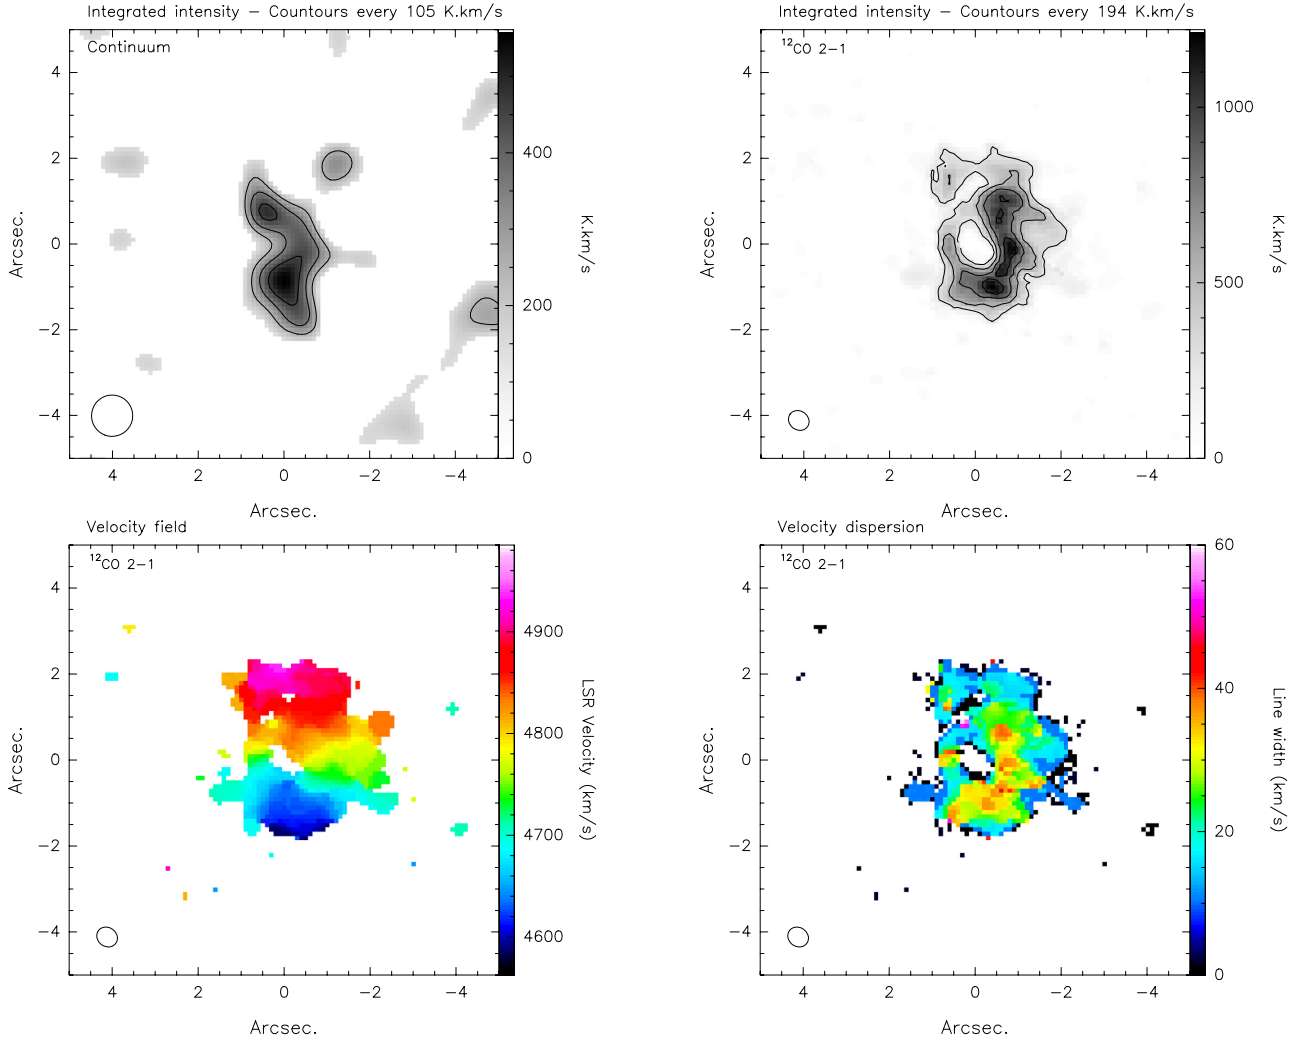 Integrated intensity – Countours every 105 K.km/s
Continuum
4
2
0
−2
−4
Arcsec.
4 2 0 −2 −4
Arcsec.
400
200
0
K.km/s
Integrated intensity – Countours every 194 K.km/s
12CO 2−1
4
2
0
−2
−4
Arcsec.
4 2 0 −2 −4
Arcsec.
1000
500
0
K.km/s
Velocity field
12CO 2−1
4
2
0
−2
−4
Arcsec.
4 2 0 −2 −4
Arcsec.
4900
4800
4700
4600
LSR Velocity (km/s)
Velocity dispersion
12CO 2−1
4
2
0
−2
−4
Arcsec.
4 2 0 −2 −4
Arcsec.
60
40
20
0
Line width (km/s)